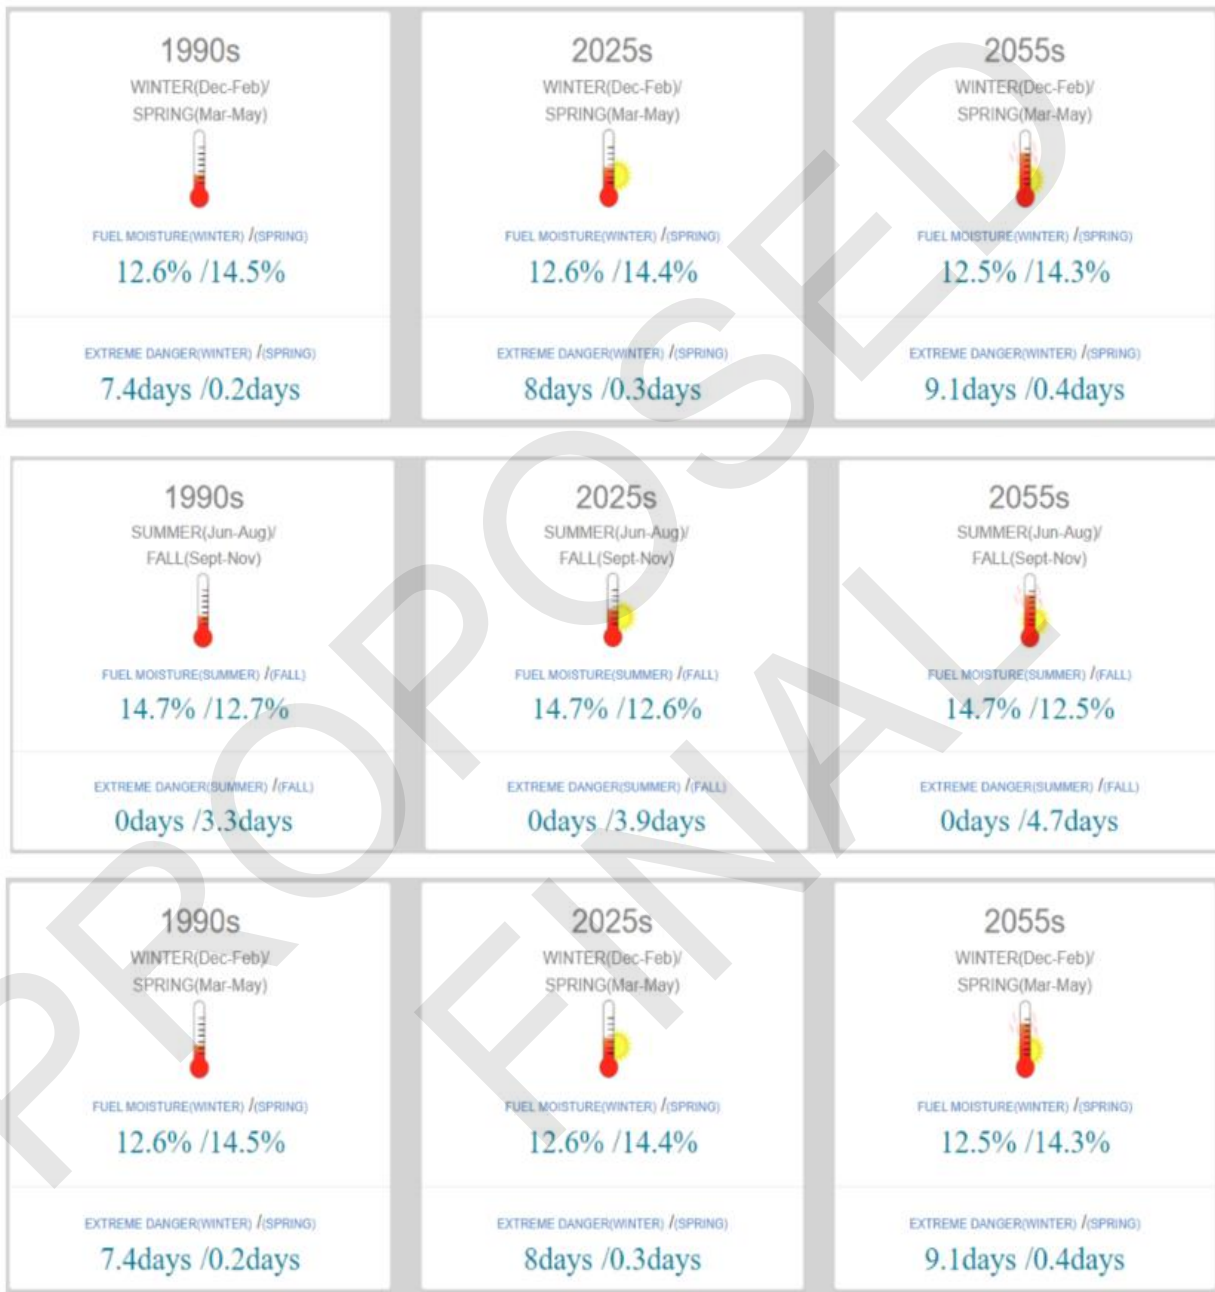 1990s
WINTER(Dec-Feb)/
SPRING(Mar-May)
FUEL MOISTURE(WINTER) /(SPRING)
12.6% /14.5%
EXTREME DANGER(WINTER) /(SPRING)
7.4days /0.2days
2025s
WINTER(Dec-Feb)/
SPRING(Mar-May)
FUEL MOISTURE(WINTER) /(SPRING)
12.6% /14.4%
EXTREME DANGER(WINTER) /(SPRING)
8days /0.3days
2055s
WINTER(Dec-Feb)/
SPRING(Mar-May)
FUEL MOISTURE(WINTER) /(SPRING)
12.5% /14.3%
EXTREME DANGER(WINTER) /(SPRING)
9.1days /0.4days
1990s
SUMMER(Jun-Aug)/
FALL(Sept-Nov)
FUEL MOISTURE(SUMMER) /(FALL)
14.7% /12.7%
EXTREME DANGER(SUMMER) /(FALL)
0days /3.3days
2025s
SUMMER(Jun-Aug)/
FALL(Sept-Nov)
FUEL MOISTURE(SUMMER) /(FALL)
14.7% /12.6%
EXTREME DANGER(SUMMER) /(FALL)
0days /3.9days
2055s
SUMMER(Jun-Aug)/
FALL(Sept-Nov)
FUEL MOISTURE(SUMMER) /(FALL)
14.7% /12.5%
EXTREME DANGER(SUMMER) /(FALL)
0days /4.7days
1990s
WINTER(Dec-Feb)/
SPRING(Mar-May)
FUEL MOISTURE(WINTER) /(SPRING)
12.6% /14.5%
EXTREME DANGER(WINTER) /(SPRING)
7.4days /0.2days
2025s
WINTER(Dec-Feb)/
SPRING(Mar-May)
FUEL MOISTURE(WINTER) /(SPRING)
12.6% /14.4%
EXTREME DANGER(WINTER) /(SPRING)
8days /0.3days
2055s
WINTER(Dec-Feb)/
SPRING(Mar-May)
FUEL MOISTURE(WINTER) /(SPRING)
12.5% /14.3%
EXTREME DANGER(WINTER) /(SPRING)
9.1days /0.4days
PROPOSED
FINAL